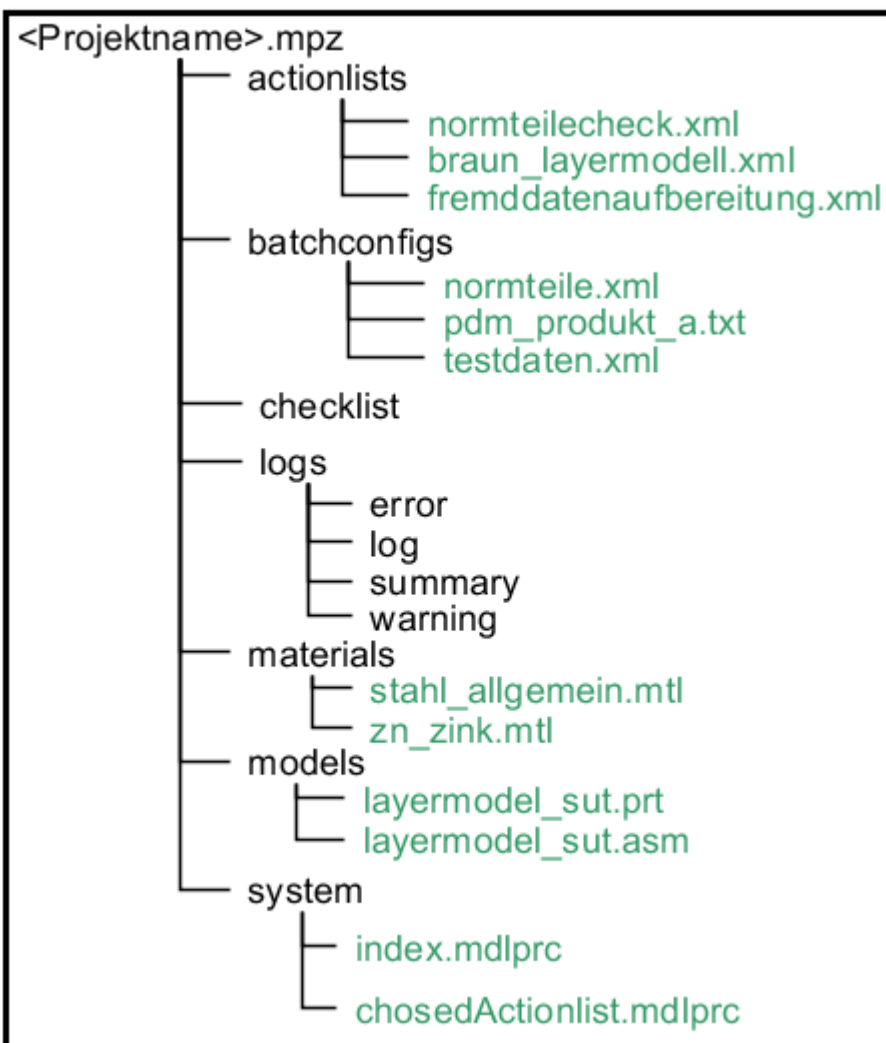 <Projektname>.mpz
actionlists
normteilecheck.xml
braun_layermodell.xml
fremddatenaufbereitung.xml
batchconfigs
normteile.xml
pdm_produkt_a.txt
testdaten.xml
checklist
logs
error
log
summary
warning
materials
stahl_allgemein.mtl
zn_zink.mtl
models
layermodel_sut.prt
layermodel_sut.asm
system
index.mdlprc
chosedActionlist.mdlprc